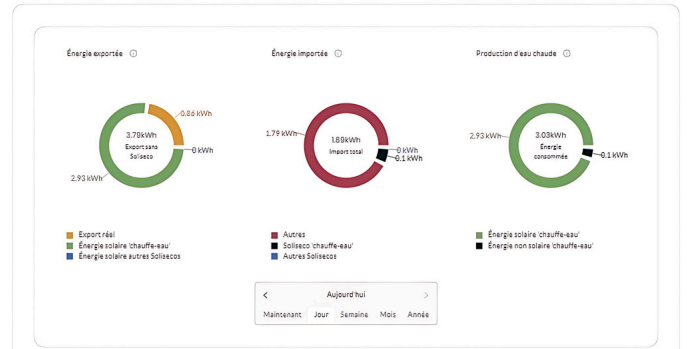 Énergie exportée
Énergie importée
Production d'eau chaude
0.86 kWh
3.79kWh
Export sans
Soliseco
0 kWh
2.93 kWh
1.79 kWh
1.89kWh
Import total
0 kWh
0.1 kWh
2.93 kWh
3.03kWh
Énergie
consommée
0.1 kWh
Export réel
Énergie solaire 'chauffe-eau'
Énergie solaire autres Solisecos
Autres
Soliseco 'chauffe-eau'
Autres Solisecos
Énergie solaire 'chauffe-eau'
Énergie non solaire 'chauffe-eau'
< Aujourd'hui >
Maintenant Jour Semaine Mois Année